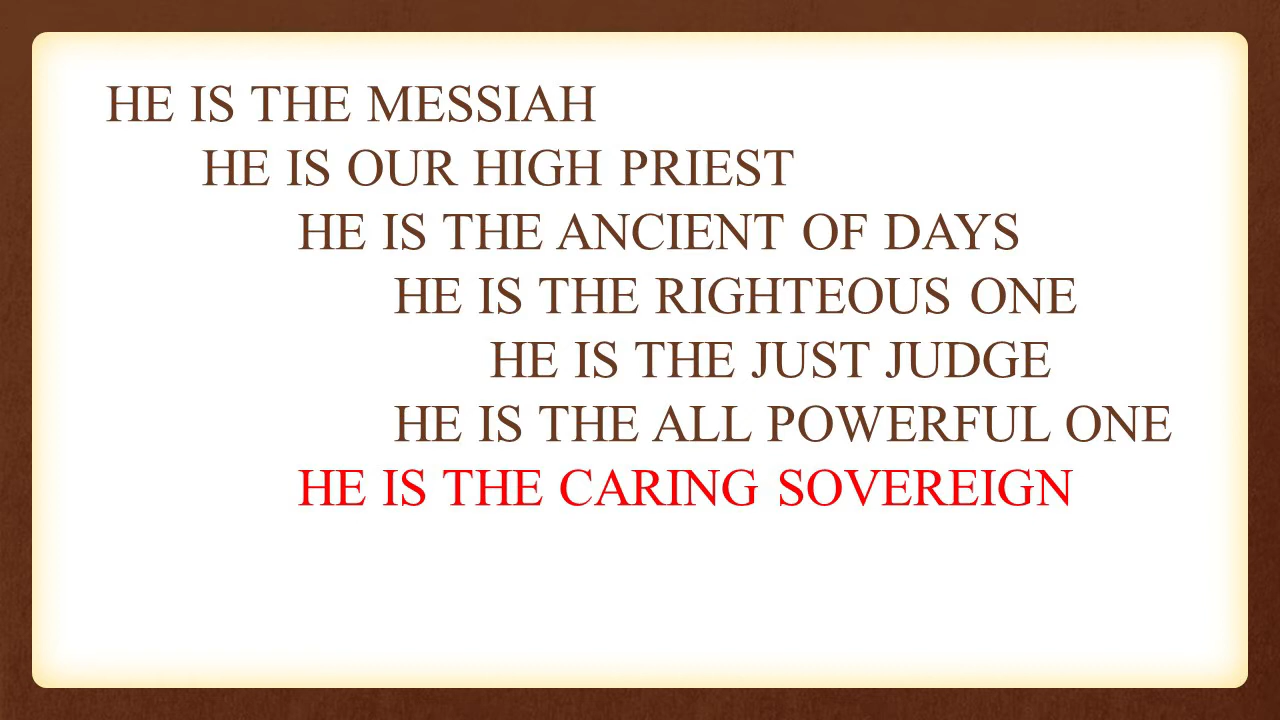 HE IS THE MESSIAH
HE IS OUR HIGH PRIEST
HE IS THE ANCIENT OF DAYS
HE IS THE RIGHTEOUS ONE
HE IS THE JUST JUDGE
HE IS THE ALL POWERFUL ONE
HE IS THE CARING SOVEREIGN